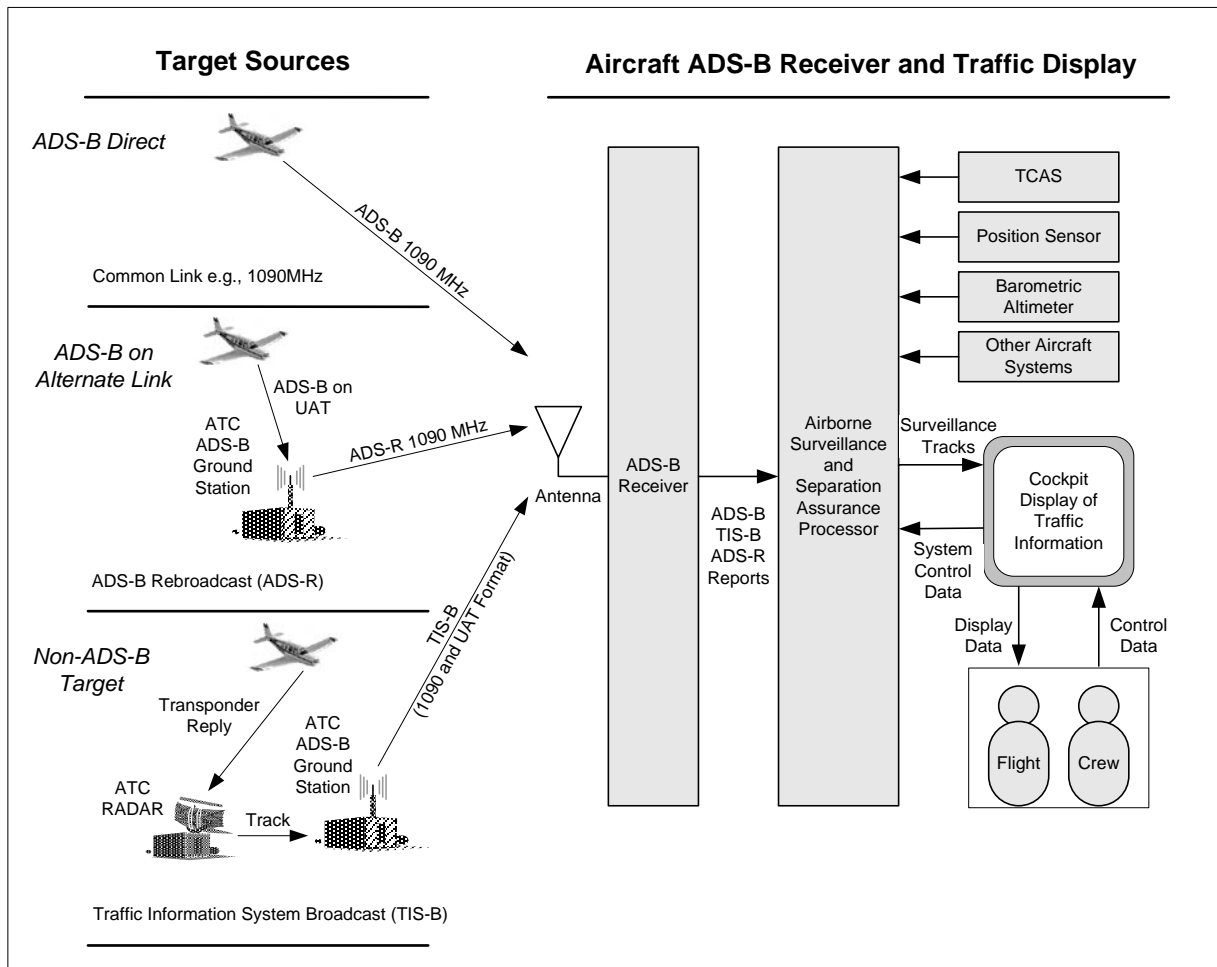 Target Sources
Aircraft ADS-B Receiver and Traffic Display
ADS-B Direct
ADS-B 1090 MHz
Common Link e.g., 1090MHz
ADS-B on
Alternate Link
ADS-B on
UAT
ATC
ADS-B
Ground
Station
ADS-R 1090 MHz
ADS-B Rebroadcast (ADS-R)
Non-ADS-B
Target
Transponder
Reply
ATC
RADAR
Track
ATC
ADS-B
Ground
Station
TIS-B
(1090 and UAT Format)
Traffic Information System Broadcast (TIS-B)
Antenna
ADS-B
Receiver
ADS-B
TIS-B
ADS-R
Reports
Airborne
Surveillance
and
Separation
Assurance
Processor
TCAS
Position Sensor
Barometric
Altimeter
Other Aircraft
Systems
Surveillance
Tracks
Cockpit
Display of
Traffic
Information
System
Control
Data
Display
Data
Control
Data
Flight
Crew